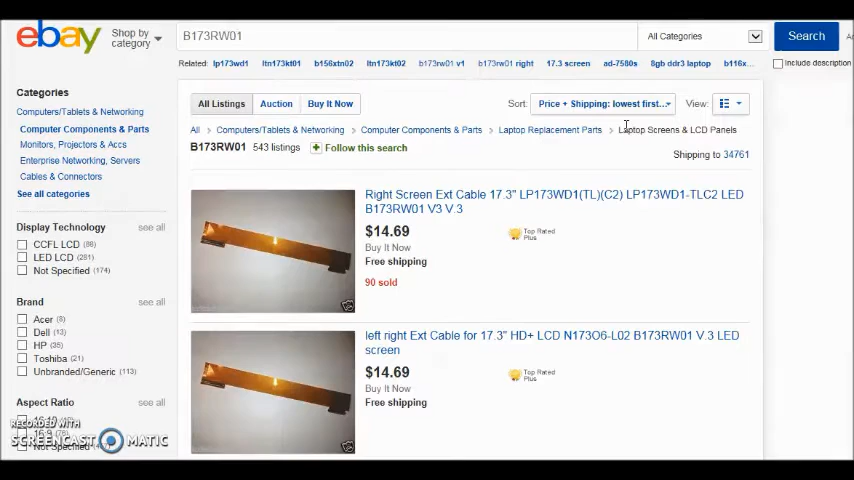 ebay
Shop by
category
B173RW01
All Categories
Search
Related: lp173wd1 ltn173kt01 b156xtn02 ltn173kt02 b173rw01 v1 b173rw01 right 17.3 screen ad-7580s 8gb ddr3 laptop b116x...
Include description
Categories
Computers/Tablets & Networking
Computer Components & Parts
Monitors, Projectors & Accs
Enterprise Networking, Servers
Cables & Connectors
See all categories
Display Technology see all
CCFL LCD (86)
LED LCD (281)
Not Specified (174)
Brand see all
Acer (8)
Dell (13)
HP (35)
Toshiba (21)
Unbranded/Generic (113)
Aspect Ratio see all
RECORDED WITH
SCREENCAST MATIC
All Listings Auction Buy It Now
Sort: Price + Shipping: lowest first... View:
All > Computers/Tablets & Networking > Computer Components & Parts > Laptop Replacement Parts > Laptop Screens & LCD Panels
B173RW01 543 listings + Follow this search
Shipping to 34761
Right Screen Ext Cable 17.3" LP173WD1(TL)(C2) LP173WD1-TLC2 LED
B173RW01 V3 V.3
$14.69
Buy It Now
Free shipping
90 sold
Top Rated
Plus
left right Ext Cable for 17.3" HD+ LCD N173O6-L02 B173RW01 V.3 LED
screen
$14.69
Buy It Now
Free shipping
Top Rated
Plus